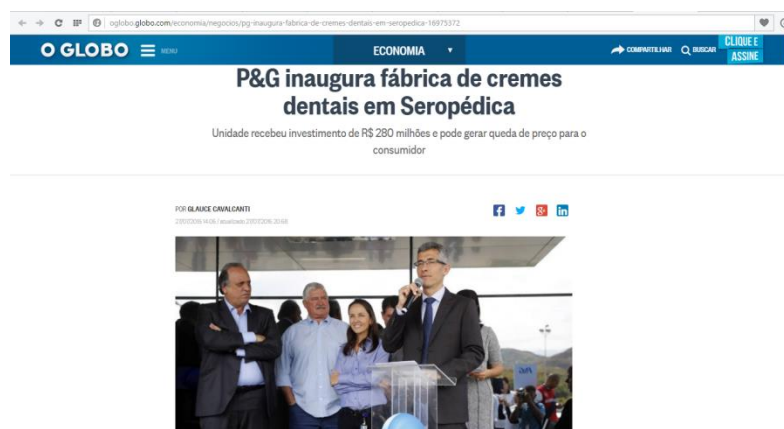 oglobo.globo.com/economia/negocios/pg-inaugura-fabrica-de-cremes-dentais-em-seropedica-16975372
O GLOBO MENU ECONOMIA COMPARTILHAR BUSCAR CLIQUE E ASSINE
P&G inaugura fábrica de cremes
dentais em Seropédica
Unidade recebeu investimento de R$ 280 milhões e pode gerar queda de preço para o
consumidor
POR GLAUCE CAVALCANTI